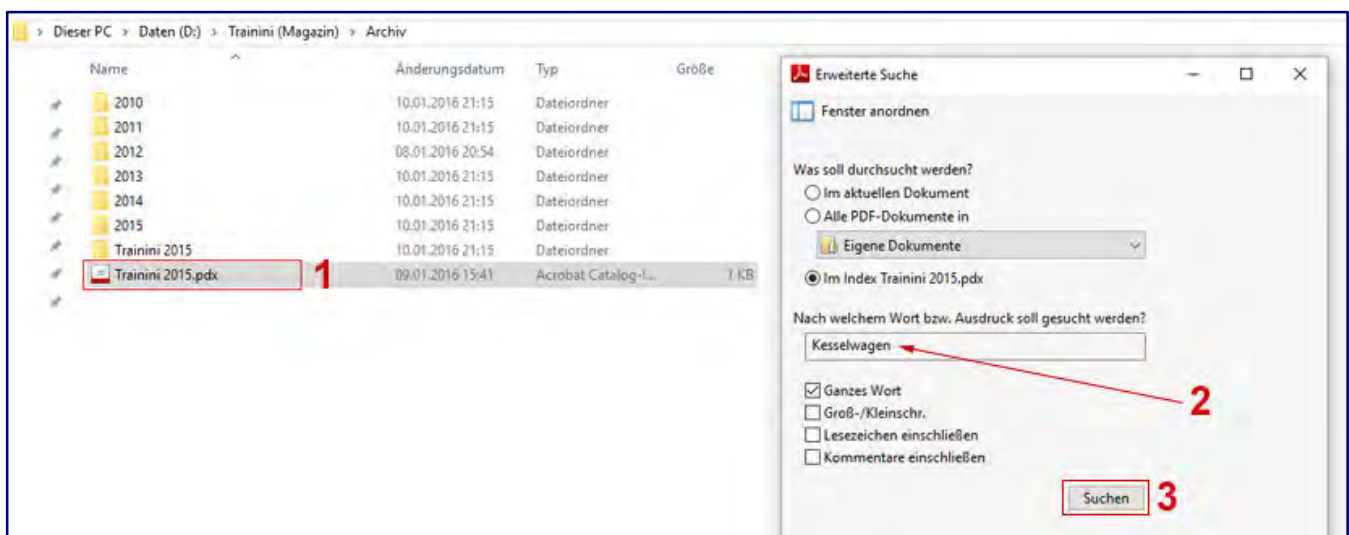 Dieser PC > Daten (D:) > Trainini (Magazin) > Archiv
Name Änderungsdatum Typ Größe
2010 10.01.2016 21:15 Dateiordner
2011 10.01.2016 21:15 Dateiordner
2012 08.01.2016 20:54 Dateiordner
2013 10.01.2016 21:15 Dateiordner
2014 10.01.2016 21:15 Dateiordner
2015 10.01.2016 21:15 Dateiordner
Trainini 2015 10.01.2016 21:15 Dateiordner
Trainini 2015.pdx 1 09.01.2016 15:41 Acrobat Catalog-I... 1 KB
Erweiterte Suche
Fenster anordnen
Was soll durchsucht werden?
Im aktuellen Dokument
Alle PDF-Dokumente in
Eigene Dokumente
Im Index Trainini 2015.pdx
Nach welchem Wort bzw. Ausdruck soll gesucht werden?
Kesselwagen
2
Ganzes Wort
Groß-/Kleinschr.
Lesezeichen einschließen
Kommentare einschließen
Suchen 3